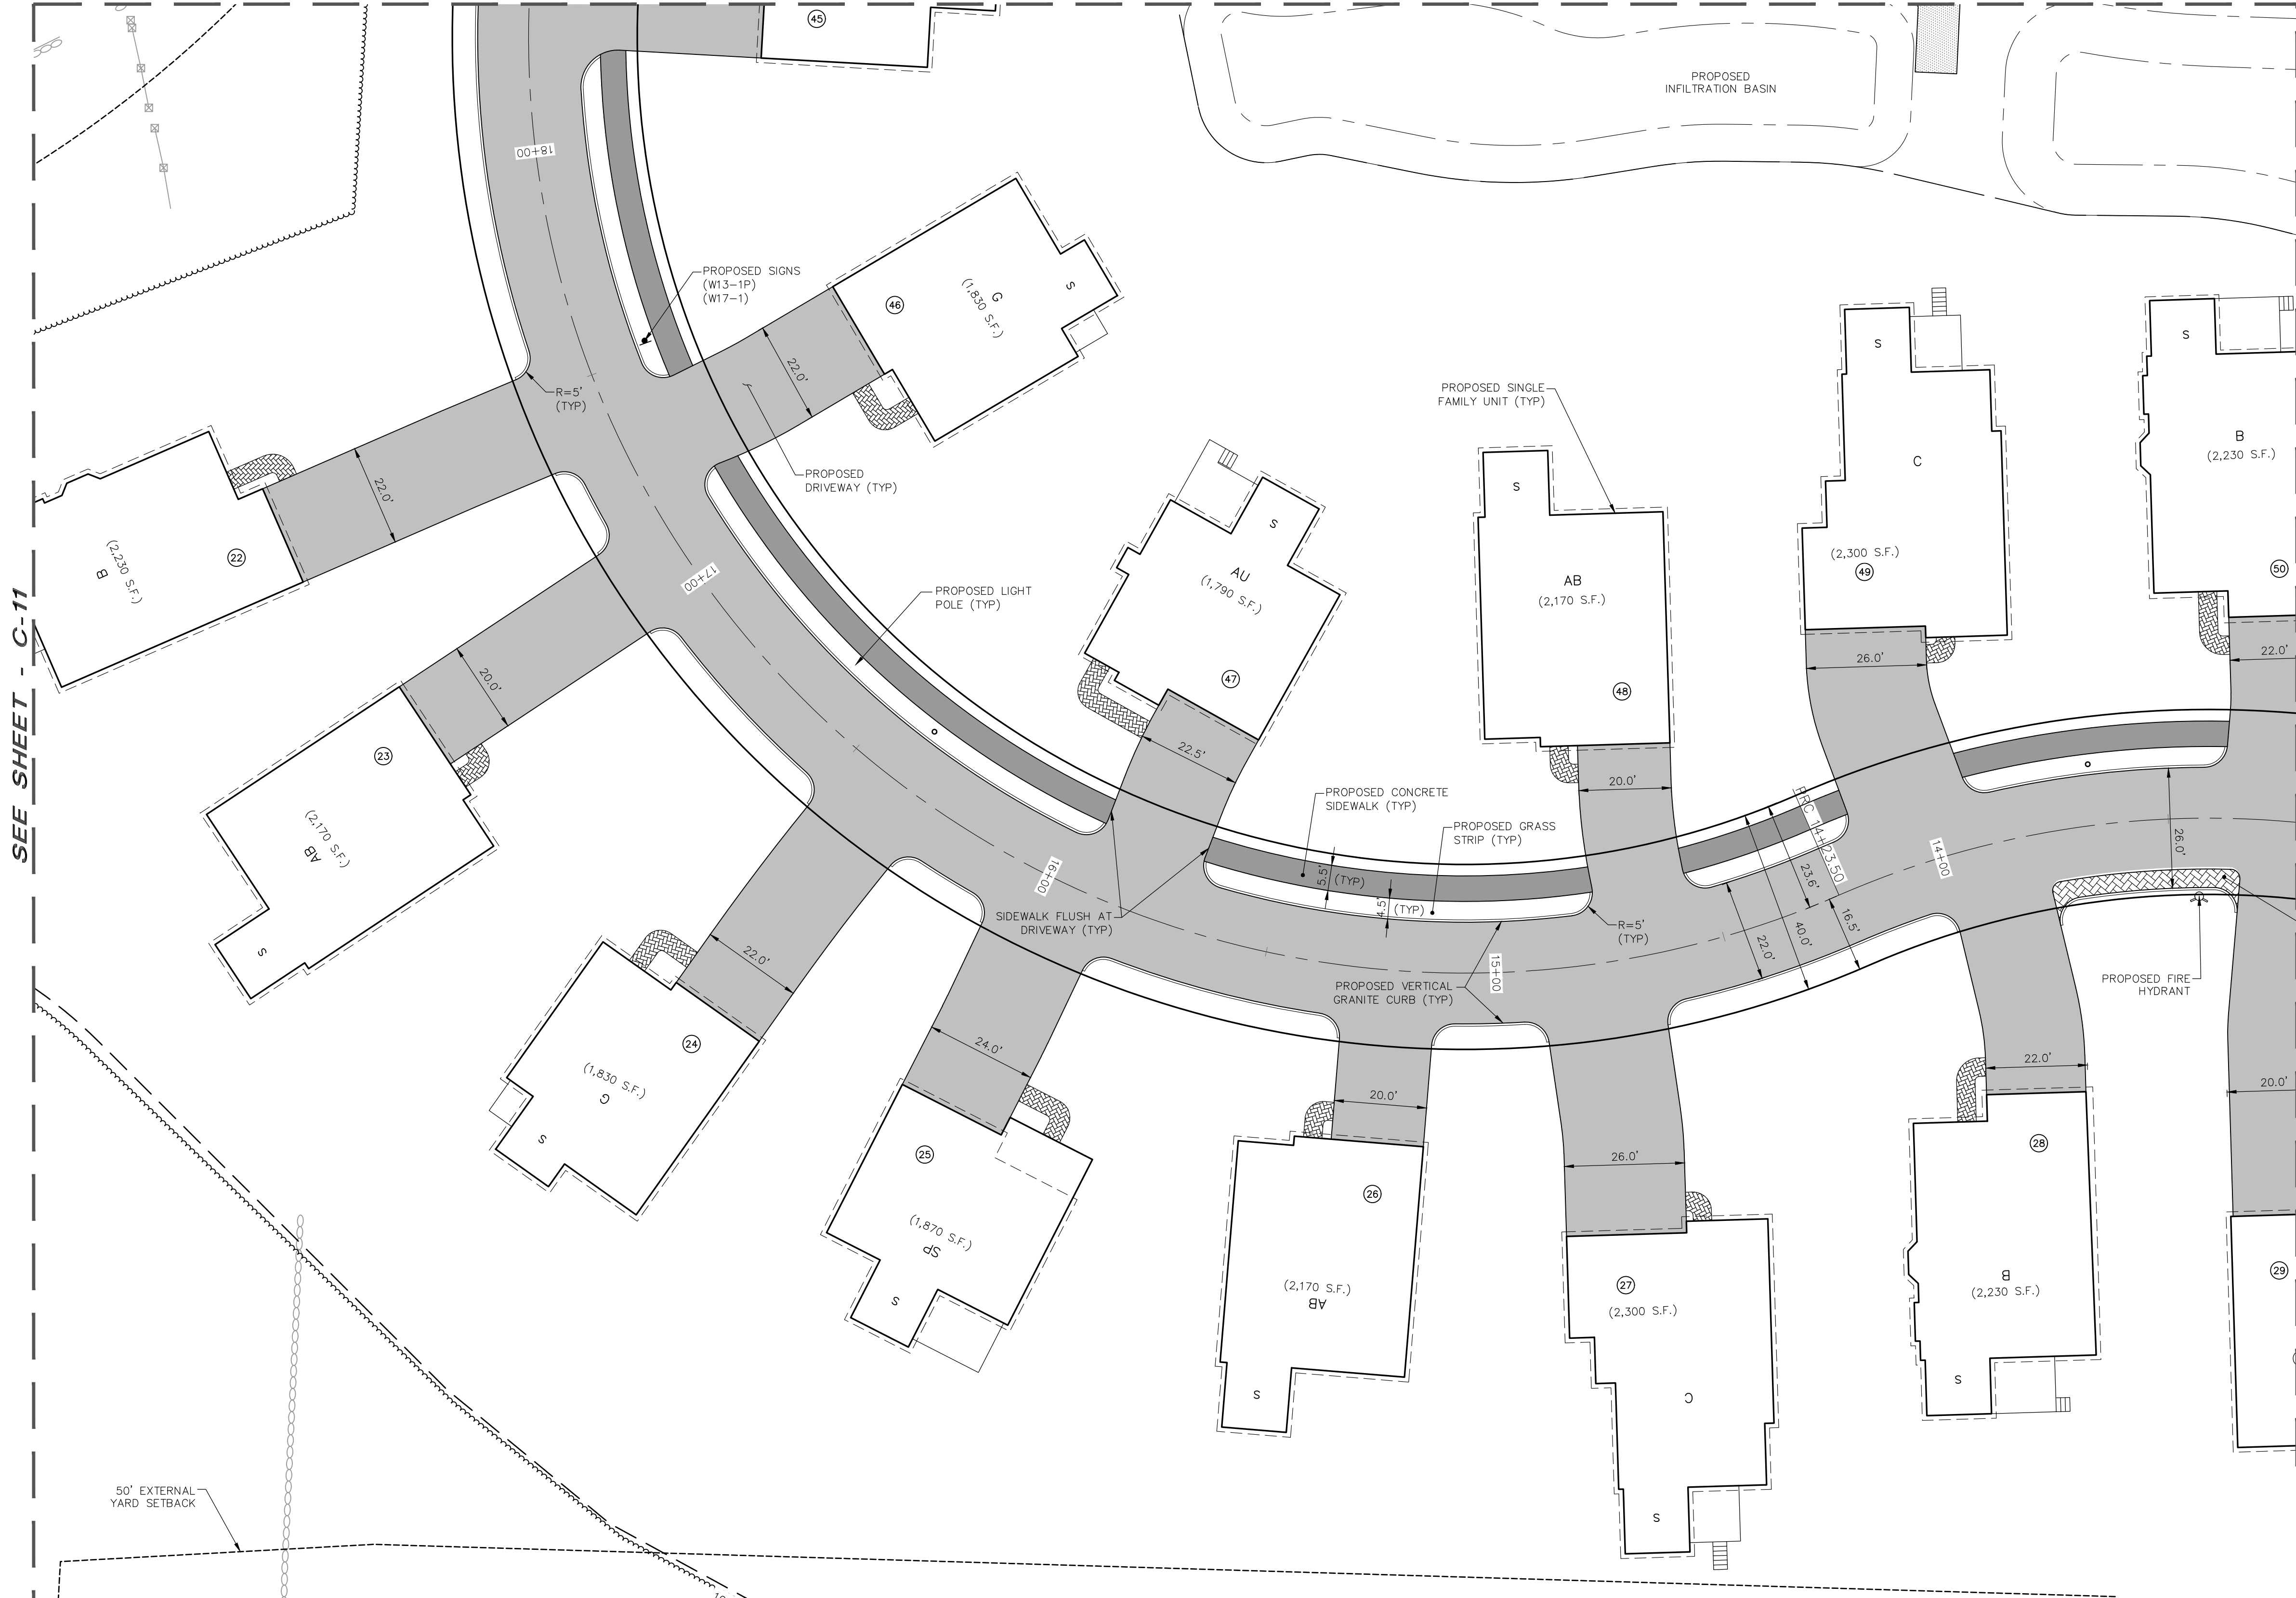 45
PROPOSED
INFILTRATION BASIN
18+00
PROPOSED SIGNS
(W13-1P)
(W17-1)
46
G
(1,830 S.F.)
S
22.0'
R=5'
(TYP)
PROPOSED
DRIVEWAY (TYP)
PROPOSED SINGLE
FAMILY UNIT (TYP)
S
C
(2,300 S.F.)
49
26.0'
S
B
(2,230 S.F.)
50
22.0'
22.0'
22
(2,230 S.F.)
B
17+00
PROPOSED LIGHT
POLE (TYP)
S
AU
(1,790 S.F.)
47
22.5'
S
AB
(2,170 S.F.)
48
20.0'
SEE SHEET - C-11
20.0'
23
(2,170 S.F.)
AB
S
PROPOSED CONCRETE
SIDEWALK (TYP)
PROPOSED GRASS
STRIP (TYP)
5.5'
(TYP)
4.5'
(TYP)
16+00
SIDEWALK FLUSH AT
DRIVEWAY (TYP)
R=5'
(TYP)
PRC 14+23.50
14+00
23.6'
16.5'
40.0'
22.0'
26.0'
PROPOSED VERTICAL
GRANITE CURB (TYP)
15+00
PROPOSED FIRE
HYDRANT
22.0'
24
(1,830 S.F.)
G
S
24.0'
25
(1,870 S.F.)
SP
S
20.0'
26
(2,170 S.F.)
AB
S
26.0'
27
(2,300 S.F.)
C
S
22.0'
28
B
(2,230 S.F.)
S
20.0'
29
50' EXTERNAL
YARD SETBACK